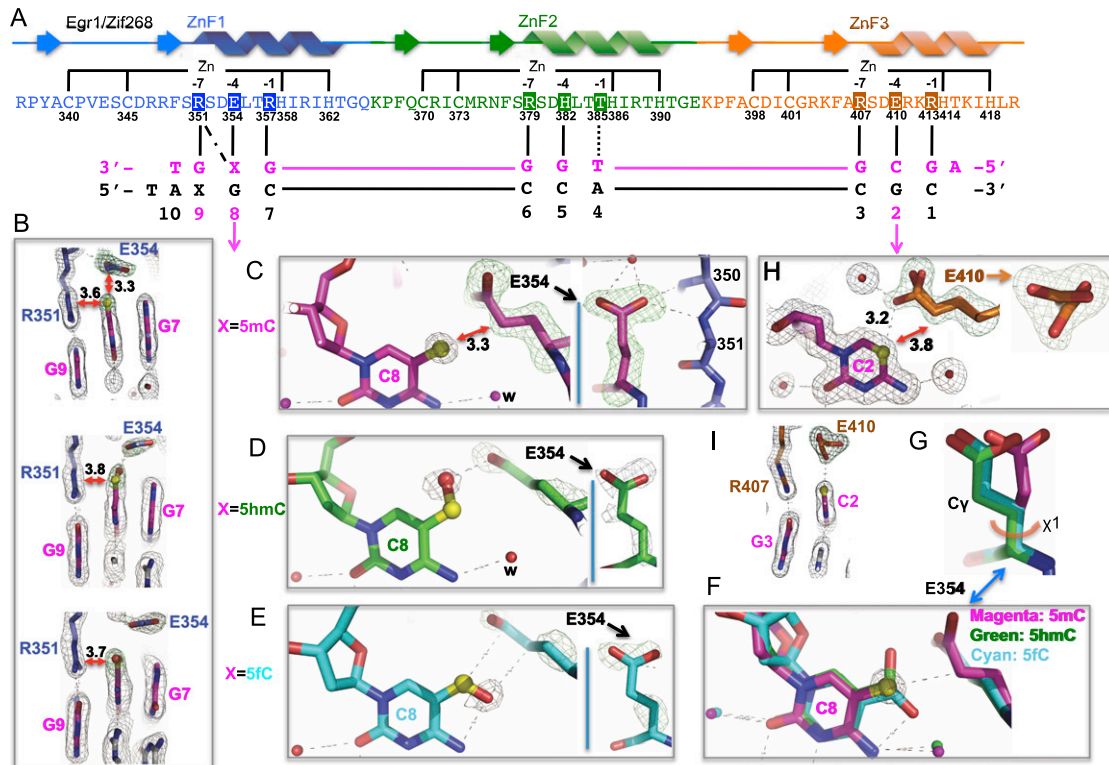 A
Egr1/Zif268
ZnF1
ZnF2
ZnF3
Zn Zn Zn
-7 -4 -1 -7 -4 -1 -7 -4 -1
RPYACPVESCDRRFSRSDELTRHIRIHTGQKPFQCRICMRNFSRSDHLTTHIRTHTGEKPFACDICGRKFARSDERKRHTKIHLR
340 345 351 354 357 358 362 370 373 379 382 385 386 390 398 401 407 410 413 414 418
3′– T G X G G G T G C G A –5′
5′– T A X G C C C A C G C –3′
10 9 8 7 6 5 4 3 2 1
B
E354
3.6
3.3
R351
G7
G9
E354
R351
3.8
G7
G9
E354
R351
3.7
G7
G9
C
X=5mC
C8
3.3
w
E354
350
351
D
X=5hmC
C8
w
E354
E
X=5fC
C8
E354
H
E410
3.2
3.8
C2
I
E410
R407
C2
G3
G
Cγ
χ1
E354
F
Magenta: 5mC
Green: 5hmC
Cyan: 5fC
C8